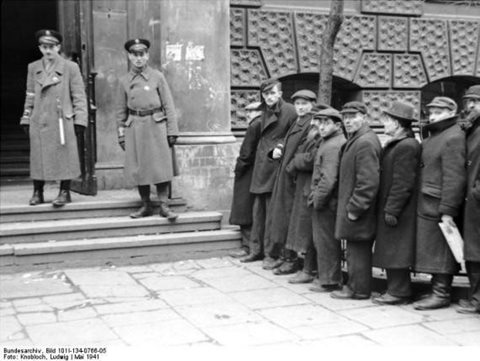 Bundesarchiv, Bild 101I-134-0766-05
Foto: Knobloch, Ludwig | Mai 1941